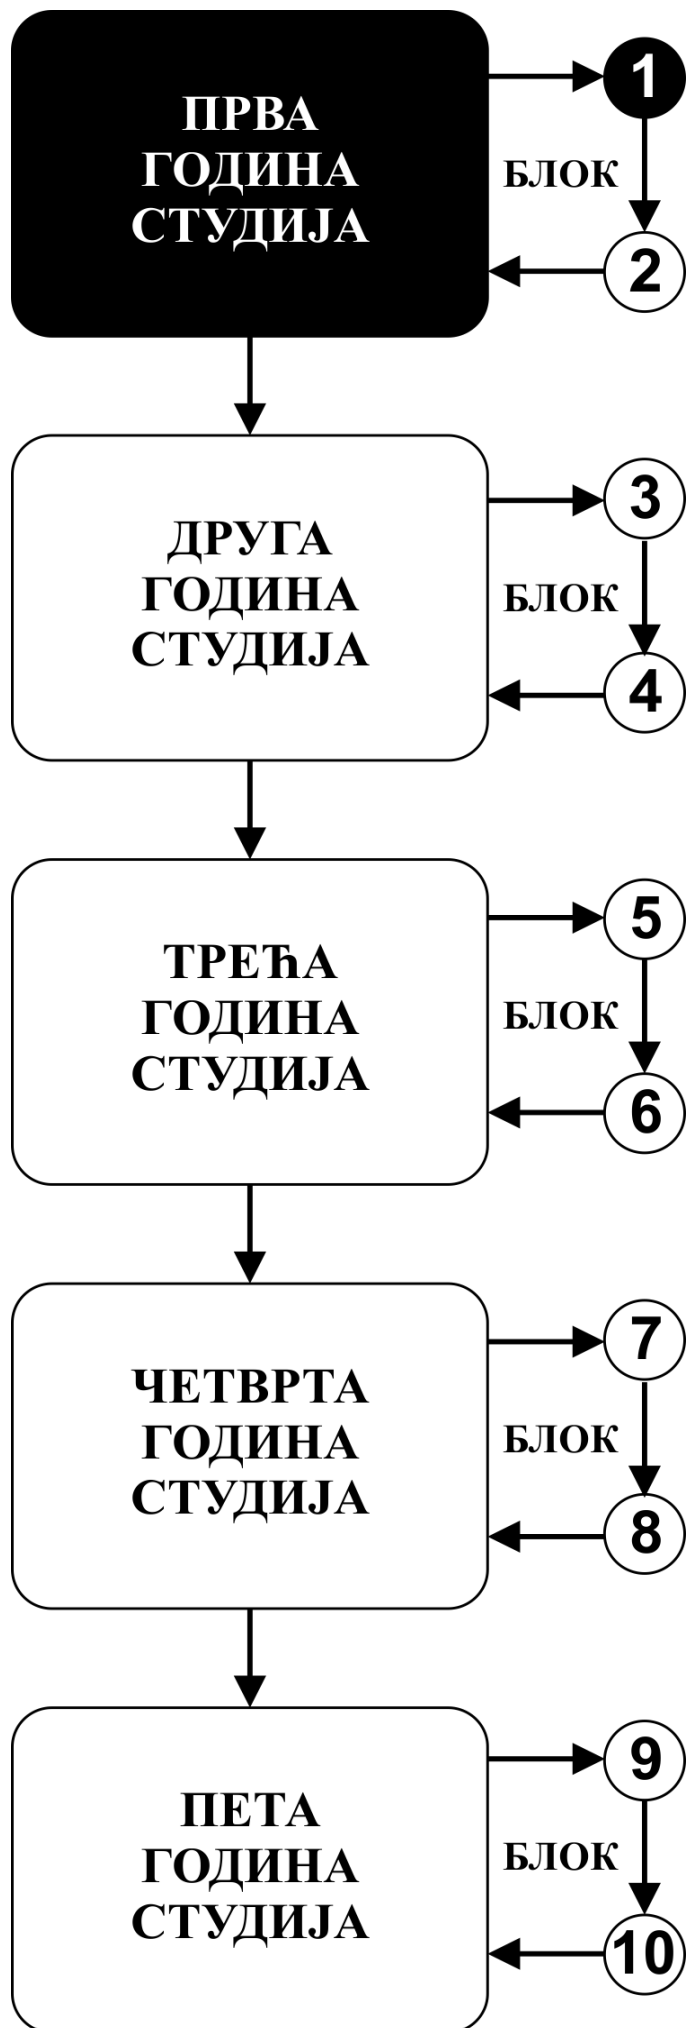 ПРВА
ГОДИНА
СТУДИЈА
1
БЛОК
2
ДРУГА
ГОДИНА
СТУДИЈА
3
БЛОК
4
ТРЕЋА
ГОДИНА
СТУДИЈА
5
БЛОК
6
ЧЕТВРТА
ГОДИНА
СТУДИЈА
7
БЛОК
8
ПЕТА
ГОДИНА
СТУДИЈА
9
БЛОК
10